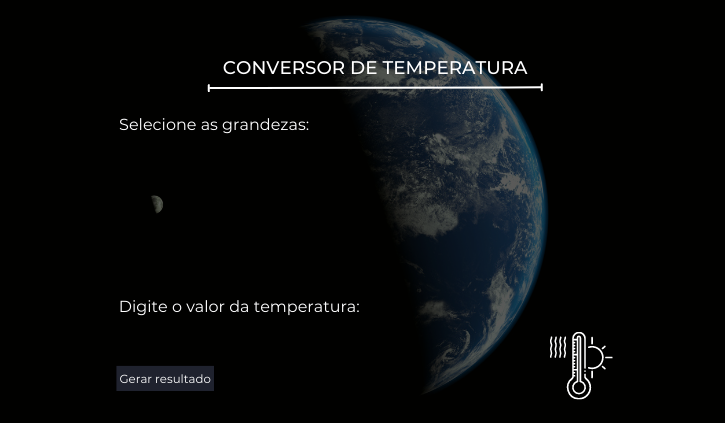 CONVERSOR DE TEMPERATURA
Selecione as grandezas:
Digite o valor da temperatura:
Gerar resultado